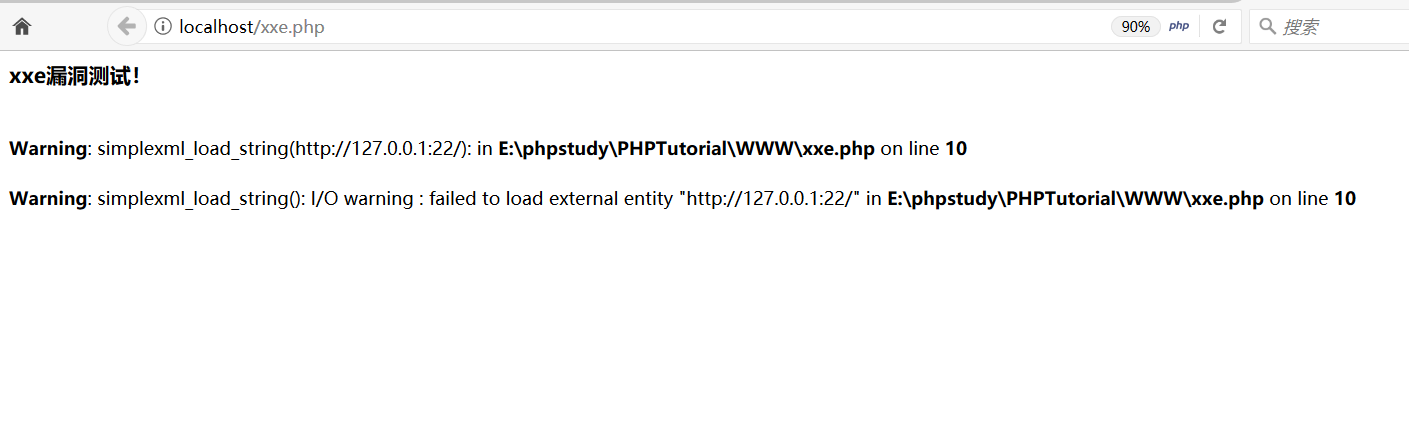 localhost/xxe.php 90% php 搜索
xxe漏洞测试！
Warning: simplexml_load_string(http://127.0.0.1:22/): in E:\phpstudy\PHPTutorial\WWW\xxe.php on line 10
Warning: simplexml_load_string(): I/O warning : failed to load external entity "http://127.0.0.1:22/" in E:\phpstudy\PHPTutorial\WWW\xxe.php on line 10